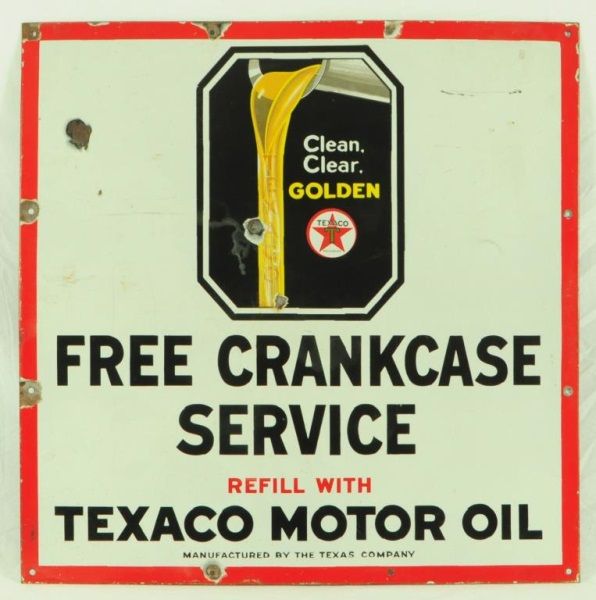 Clean,
Clear,
GOLDEN
TEXACO
T
FREE CRANKCASE
SERVICE
REFILL WITH
TEXACO MOTOR OIL
MANUFACTURED BY THE TEXAS COMPANY